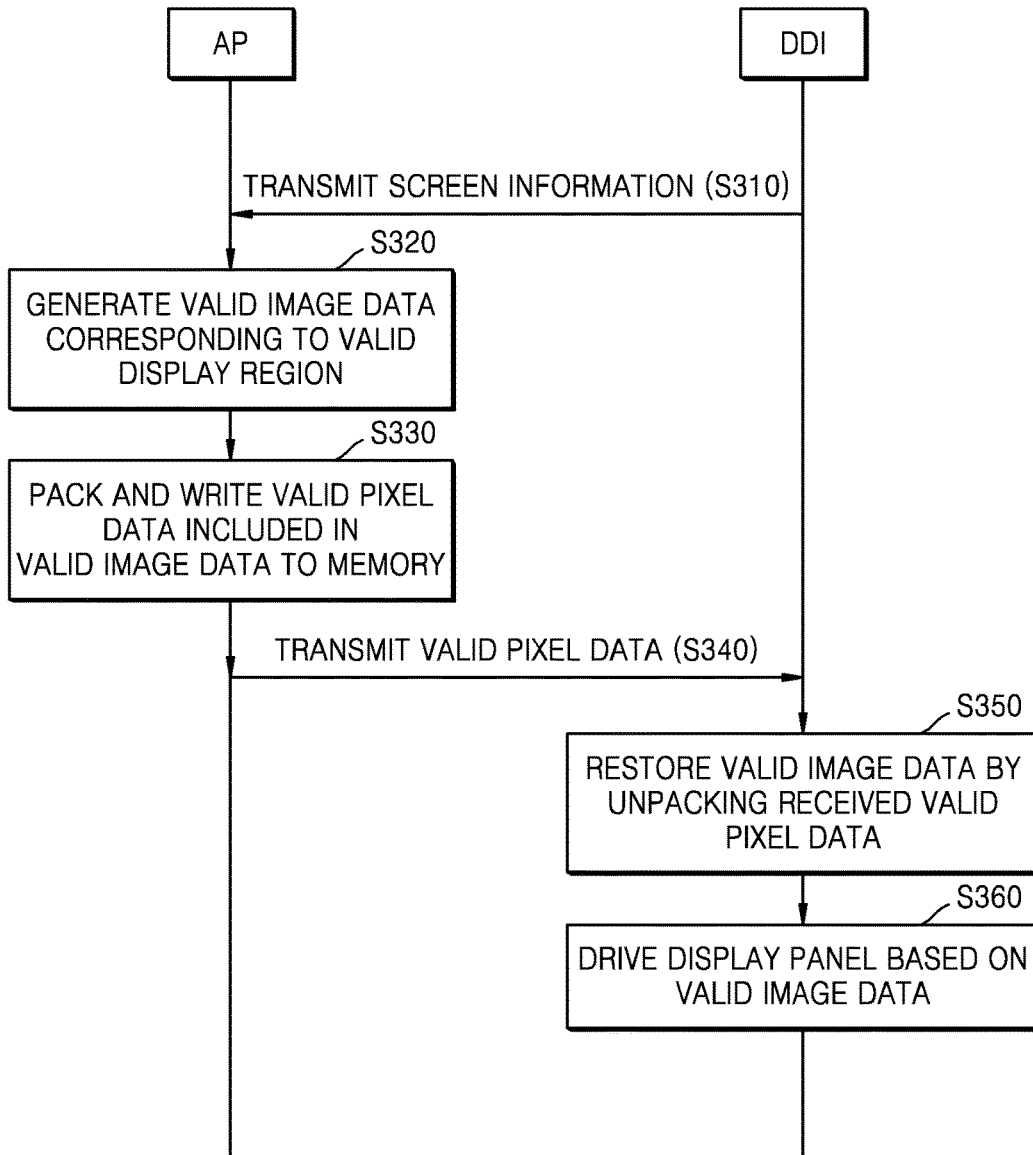 AP
DDI
TRANSMIT SCREEN INFORMATION (S310)
S320
GENERATE VALID IMAGE DATA
CORRESPONDING TO VALID
DISPLAY REGION
S330
PACK AND WRITE VALID PIXEL
DATA INCLUDED IN
VALID IMAGE DATA TO MEMORY
TRANSMIT VALID PIXEL DATA (S340)
S350
RESTORE VALID IMAGE DATA BY
UNPACKING RECEIVED VALID
PIXEL DATA
S360
DRIVE DISPLAY PANEL BASED ON
VALID IMAGE DATA